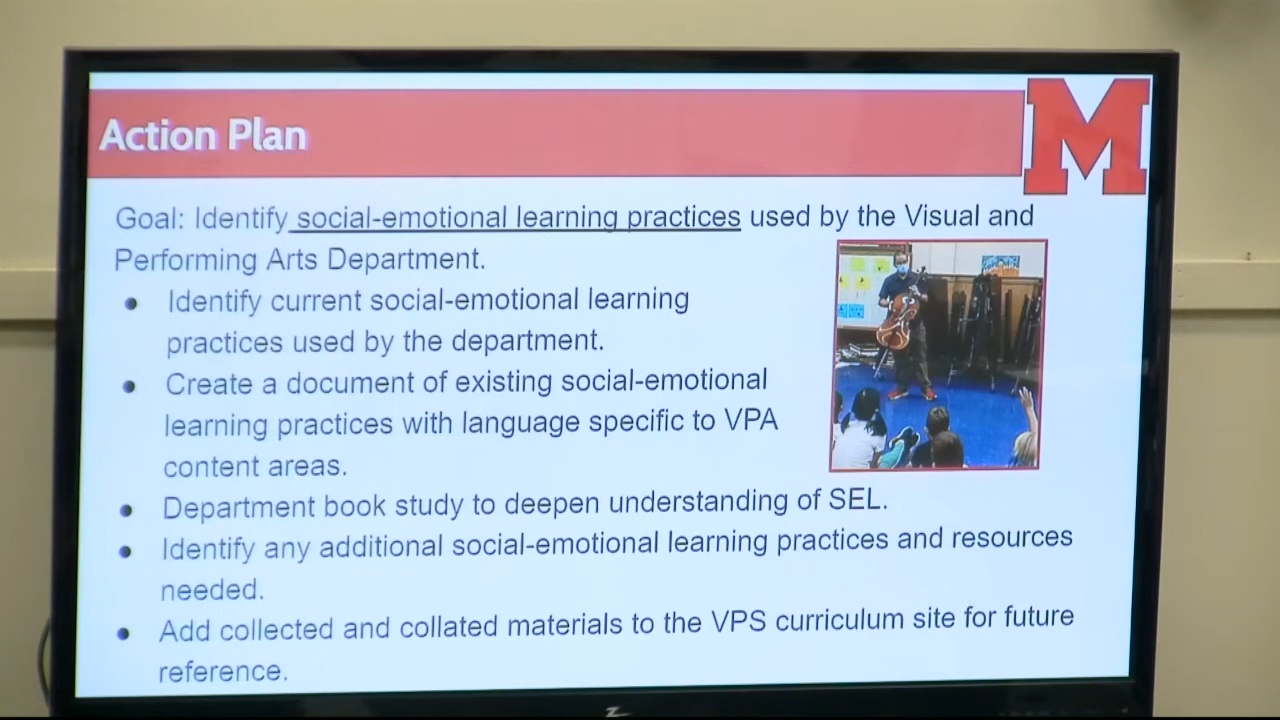 Action Plan
M
Goal: Identify social-emotional learning practices used by the Visual and
Performing Arts Department.
● Identify current social-emotional learning
practices used by the department.
● Create a document of existing social-emotional
learning practices with language specific to VPA
content areas.
● Department book study to deepen understanding of SEL.
● Identify any additional social-emotional learning practices and resources
needed.
● Add collected and collated materials to the VPS curriculum site for future
reference.